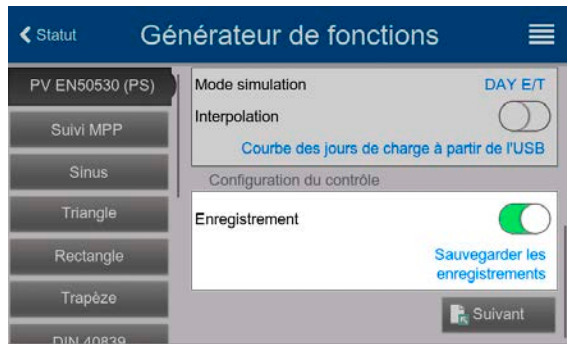 Statut
Générateur de fonctions
PV EN50530 (PS)
Suivi MPP
Sinus
Triangle
Rectangle
Trapèze
DIN 40839
Mode simulation DAY E/T
Interpolation
Courbe des jours de charge à partir de l'USB
Configuration du contrôle
Enregistrement
Sauvegarder les
enregistrements
Suivant